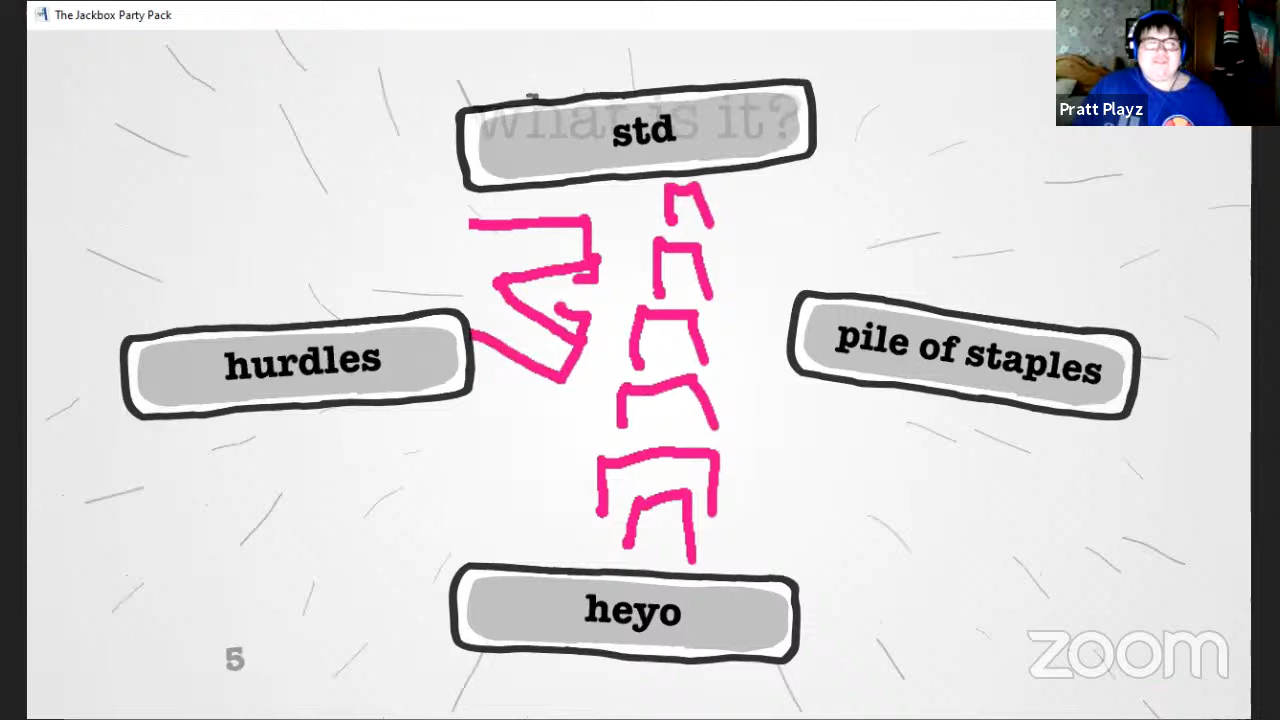 The Jackbox Party Pack
Pratt Playz
What is it?
std
hurdles
pile of staples
heyo
5
zoom